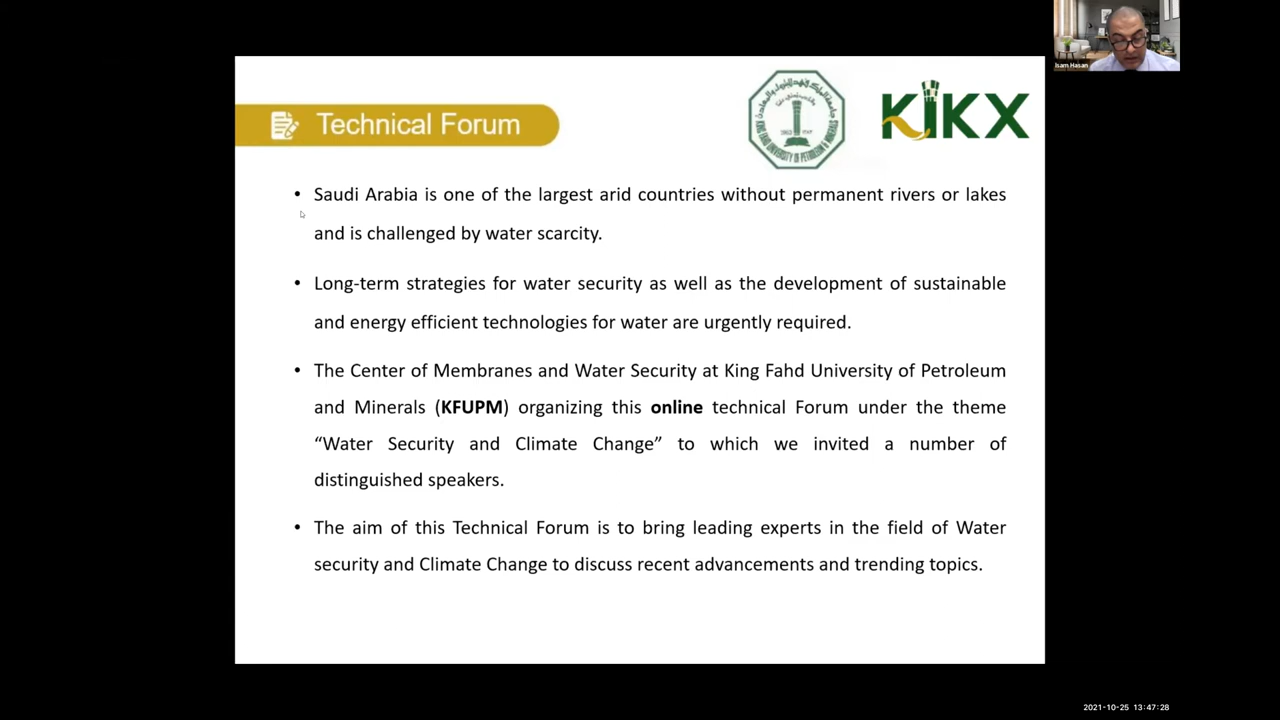 Isam Hasan
Technical Forum
KING FAHD UNIVERSITY OF PETROLEUM & MINERALS
KIKX
• Saudi Arabia is one of the largest arid countries without permanent rivers or lakes
and is challenged by water scarcity.
• Long-term strategies for water security as well as the development of sustainable
and energy efficient technologies for water are urgently required.
• The Center of Membranes and Water Security at King Fahd University of Petroleum
and Minerals (KFUPM) organizing this online technical Forum under the theme
“Water Security and Climate Change” to which we invited a number of
distinguished speakers.
• The aim of this Technical Forum is to bring leading experts in the field of Water
security and Climate Change to discuss recent advancements and trending topics.
2021-10-25 13:47:28